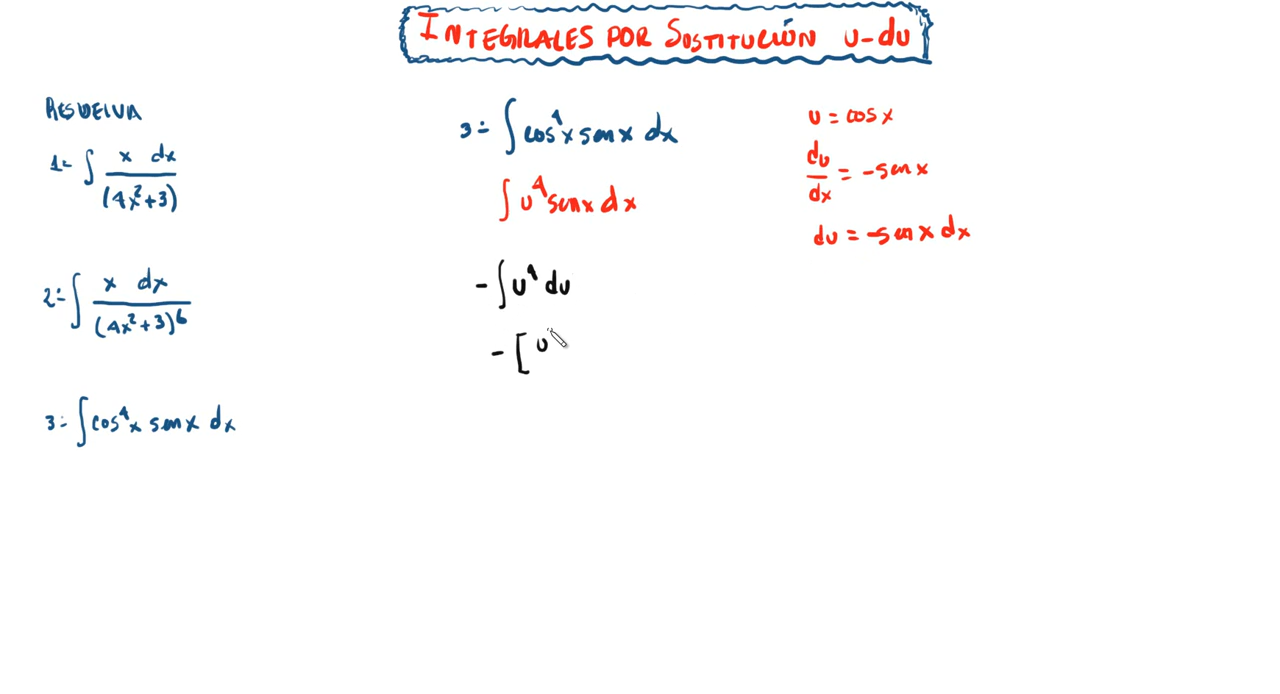 INTEGRALES POR SUSTITUCIÓN u-du
RESUELVA
1.- ∫ x dx / (4x²+3)
2.- ∫ x dx / (4x²+3)⁶
3.- ∫ cos⁴x sen x dx
3.- ∫ cos⁴x sen x dx
∫ u⁴ sen x dx
- ∫ u⁴ du
- [ u
u = cos x
du/dx = -sen x
du = -sen x dx